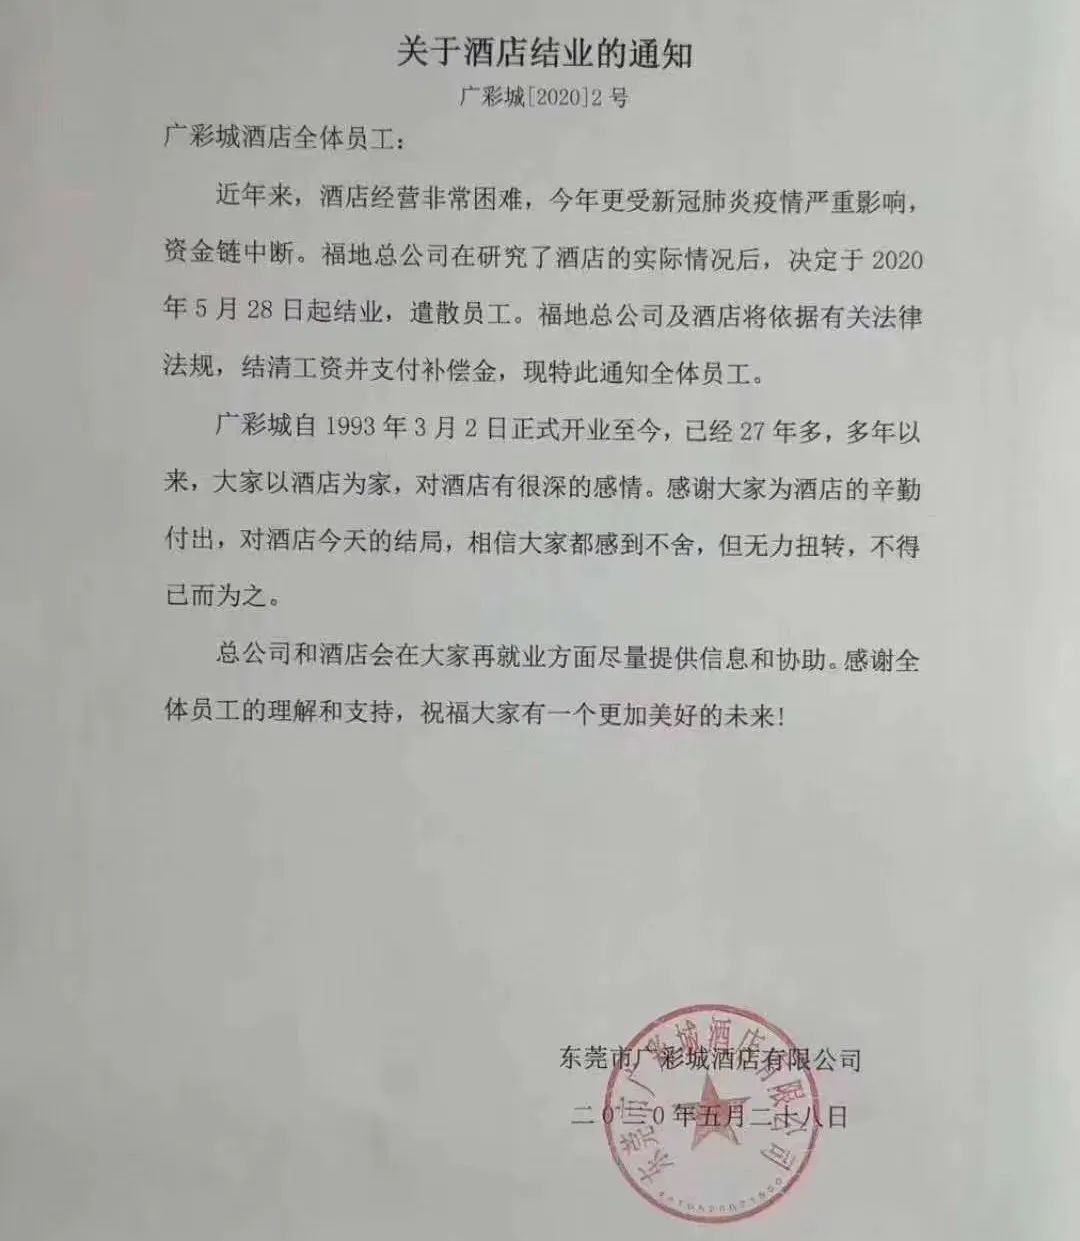 关于酒店结业的通知
广彩城[2020]2号
广彩城酒店全体员工：
近年来，酒店经营非常困难，今年更受新冠肺炎疫情严重影响，
资金链中断。福地总公司在研究了酒店的实际情况后，决定于2020
年5月28日起结业，遣散员工。福地总公司及酒店将依据有关法律
法规，结清工资并支付补偿金，现特此通知全体员工。
广彩城自1993年3月2日正式开业至今，已经27年多，多年以
来，大家以酒店为家，对酒店有很深的感情。感谢大家为酒店的辛勤
付出，对酒店今天的结局，相信大家都感到不舍，但无力扭转，不得
已而为之。
总公司和酒店会在大家再就业方面尽量提供信息和协助。感谢全
体员工的理解和支持，祝福大家有一个更加美好的未来！
东莞市广彩城酒店有限公司
二0二0年五月二十八日
东莞市广彩城酒店有限公司